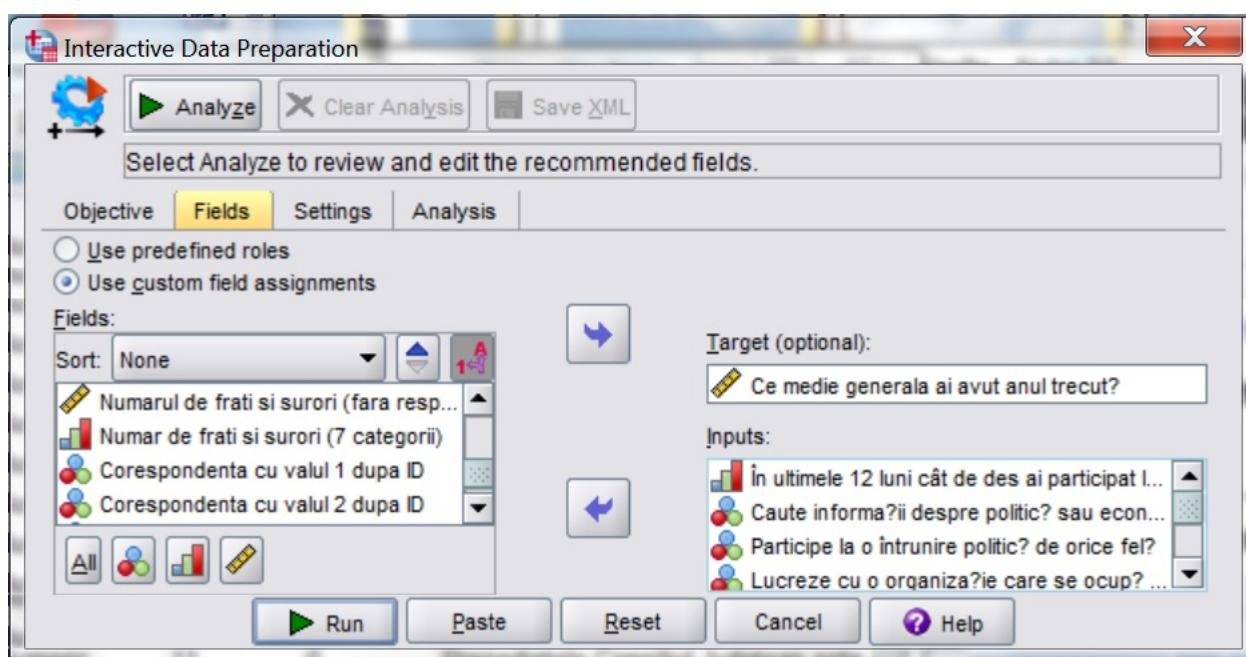 Interactive Data Preparation
Analyze
Clear Analysis
Save XML
Select Analyze to review and edit the recommended fields.
Objective Fields Settings Analysis
Use predefined roles
Use custom field assignments
Fields:
Sort: None
Numarul de frati si surori (fara resp...
Numar de frati si surori (7 categorii)
Corespondenta cu valul 1 dupa ID
Corespondenta cu valul 2 dupa ID
All
Target (optional):
Ce medie generala ai avut anul trecut?
Inputs:
În ultimele 12 luni cât de des ai participat l...
Caute informa?ii despre politic? sau econ...
Participe la o întrunire politic? de orice fel?
Lucreze cu o organiza?ie care se ocup? ...
Run Paste Reset Cancel Help